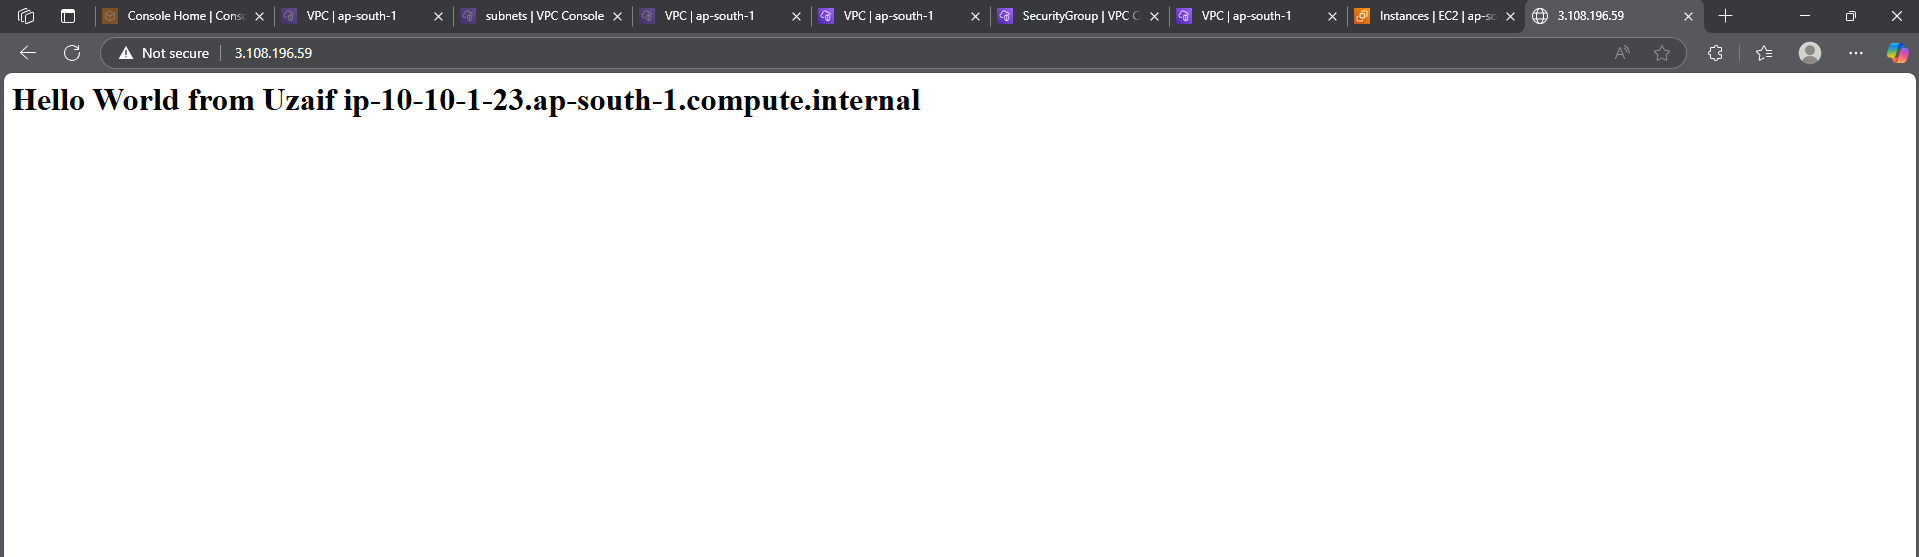 Console Home | Cons
VPC | ap-south-1
subnets | VPC Console
VPC | ap-south-1
VPC | ap-south-1
SecurityGroup | VPC C
VPC | ap-south-1
Instances | EC2 | ap-so
3.108.196.59
Not secure
3.108.196.59
Hello World from Uzaif ip-10-10-1-23.ap-south-1.compute.internal